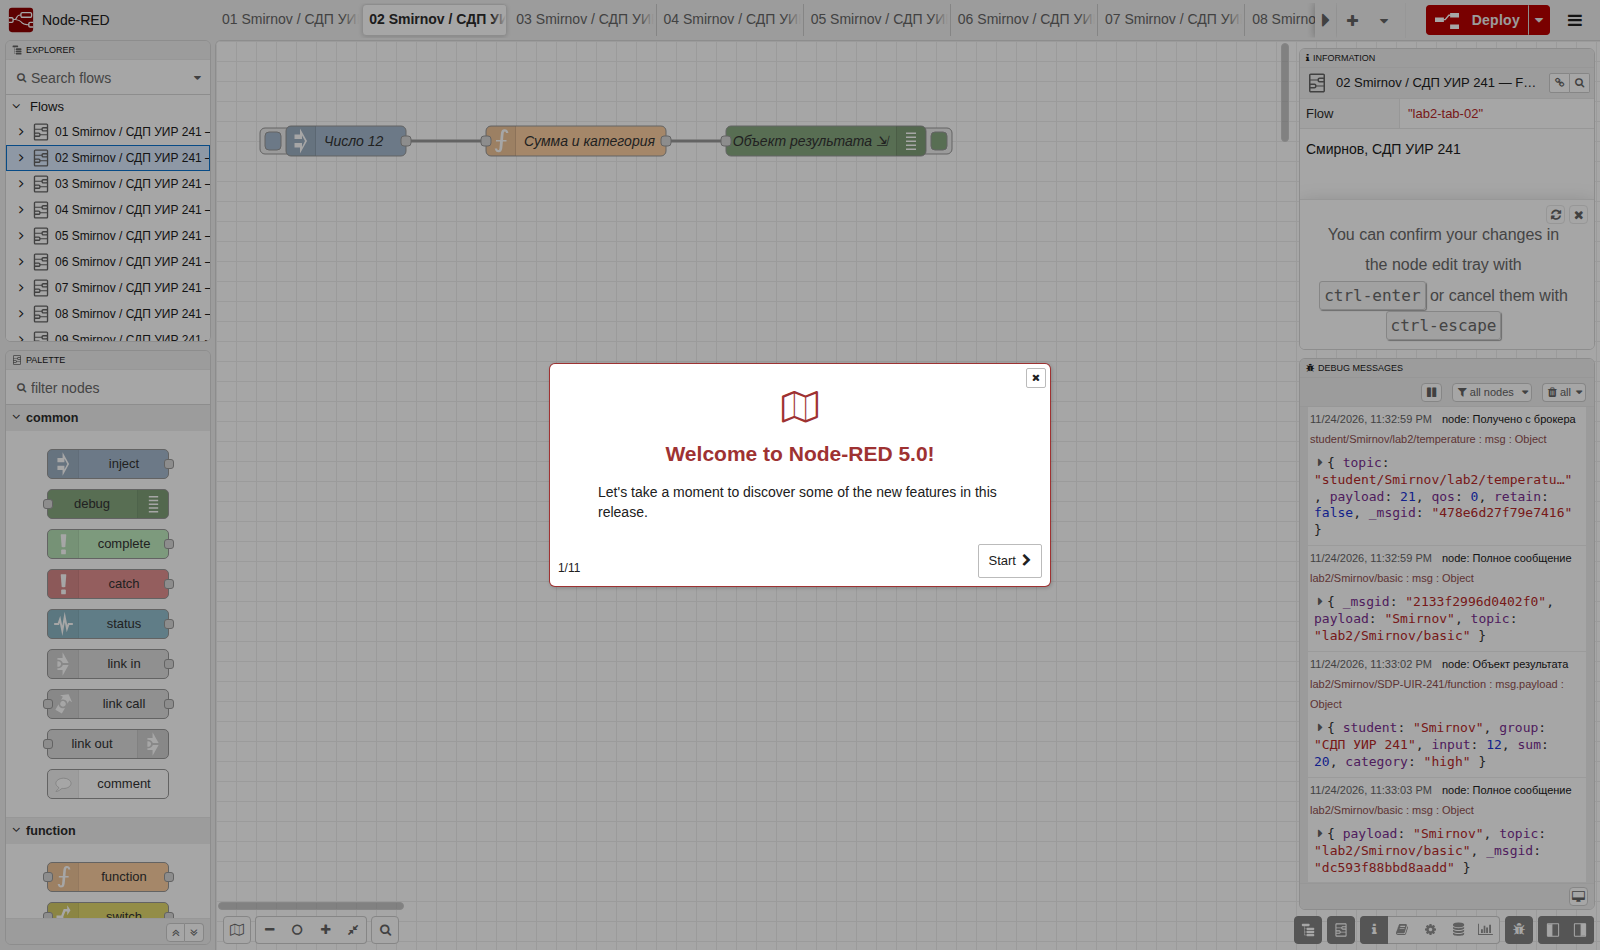 Node-RED
01 Smirnov / СДП УИ
02 Smirnov / СДП УИ
03 Smirnov / СДП УИ
04 Smirnov / СДП УИ
05 Smirnov / СДП УИ
06 Smirnov / СДП УИ
07 Smirnov / СДП УИ
08 Smirno
Deploy
EXPLORER
Search flows
Flows
01 Smirnov / СДП УИР 241 –
02 Smirnov / СДП УИР 241 –
03 Smirnov / СДП УИР 241 –
04 Smirnov / СДП УИР 241 –
05 Smirnov / СДП УИР 241 –
06 Smirnov / СДП УИР 241 –
07 Smirnov / СДП УИР 241 –
08 Smirnov / СДП УИР 241 –
09 Smirnov / СДП УИР 241 -
PALETTE
filter nodes
common
inject
debug
complete
catch
status
link in
link call
link out
comment
function
function
switch
Число 12
Сумма и категория
Объект результата ⇲
Welcome to Node-RED 5.0!
Let's take a moment to discover some of the new features in this
release.
1/11
Start
INFORMATION
02 Smirnov / СДП УИР 241 — F…
Flow
"lab2-tab-02"
Смирнов, СДП УИР 241
You can confirm your changes in
the node edit tray with
ctrl-enter or cancel them with
ctrl-escape
DEBUG MESSAGES
all nodes
all
11/24/2026, 11:32:59 PM node: Получено с брокера
student/Smirnov/lab2/temperature : msg : Object
{ topic:
"student/Smirnov/lab2/temperatu…"
, payload: 21, qos: 0, retain:
false, _msgid: "478e6d27f79e7416"
}
11/24/2026, 11:32:59 PM node: Полное сообщение
lab2/Smirnov/basic : msg : Object
{ _msgid: "2133f2996d0402f0",
payload: "Smirnov", topic:
"lab2/Smirnov/basic" }
11/24/2026, 11:33:02 PM node: Объект результата
lab2/Smirnov/SDP-UIR-241/function : msg.payload :
Object
{ student: "Smirnov", group:
"СДП УИР 241", input: 12, sum:
20, category: "high" }
11/24/2026, 11:33:03 PM node: Полное сообщение
lab2/Smirnov/basic : msg : Object
{ payload: "Smirnov", topic:
"lab2/Smirnov/basic", _msgid:
"dc593f88bbd8aadd" }